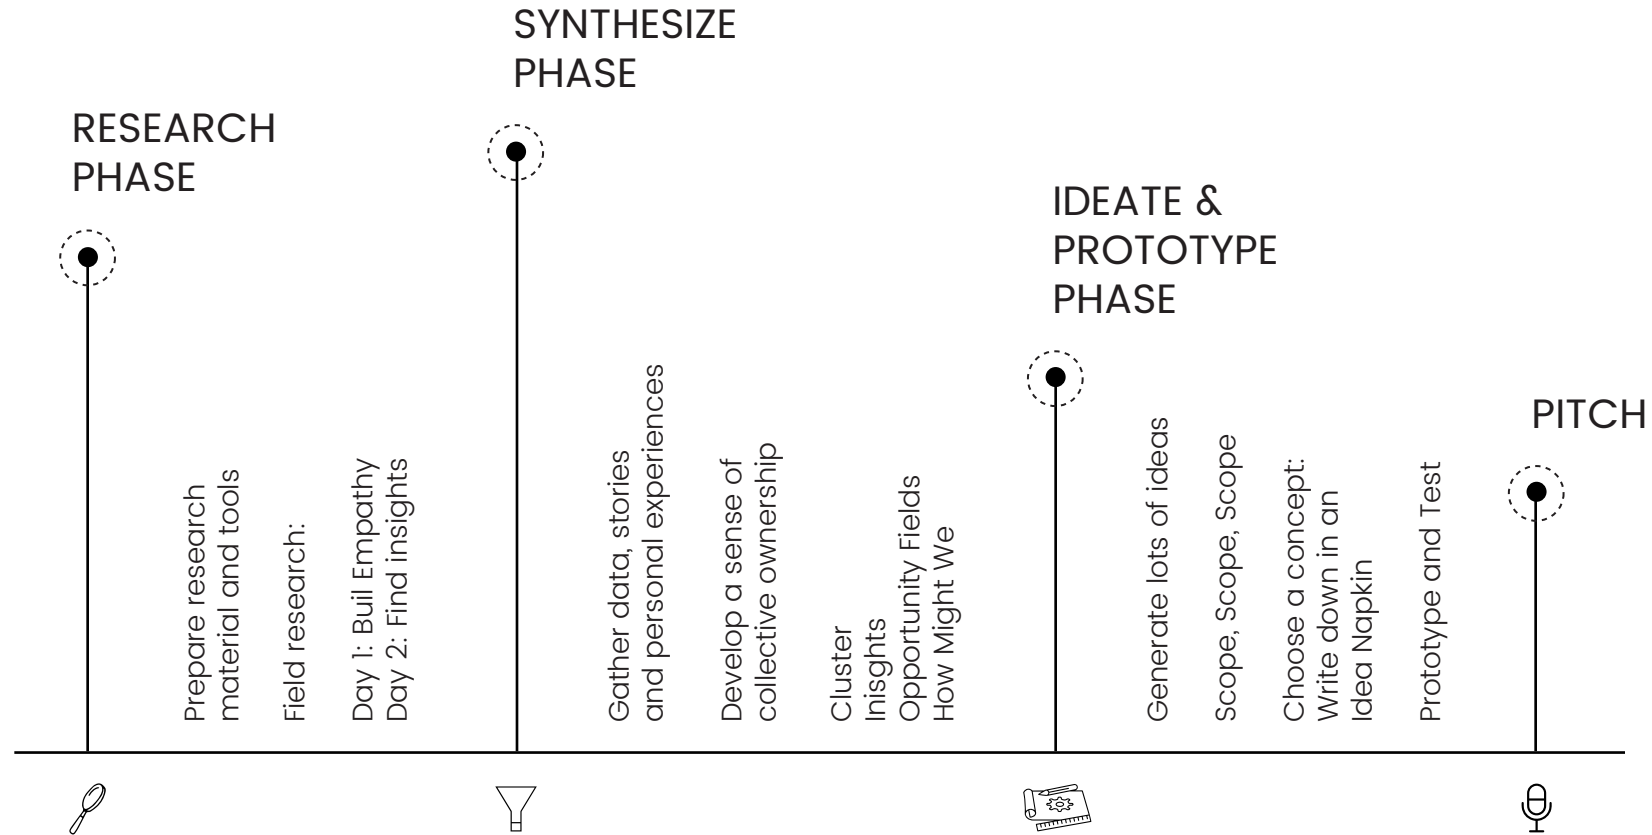 RESEARCH
PHASE
Prepare research
material and tools
Field research:
Day 1: Buil Empathy
Day 2: Find insights
SYNTHESIZE
PHASE
Gather data, stories
and personal experiences
Develop a sense of
collective ownership
Cluster
Inisghts
Opportunity Fields
How Might We
IDEATE &
PROTOTYPE
PHASE
Generate lots of ideas
Scope, Scope, Scope
Choose a concept:
Write down in an
Idea Napkin
Prototype and Test
PITCH